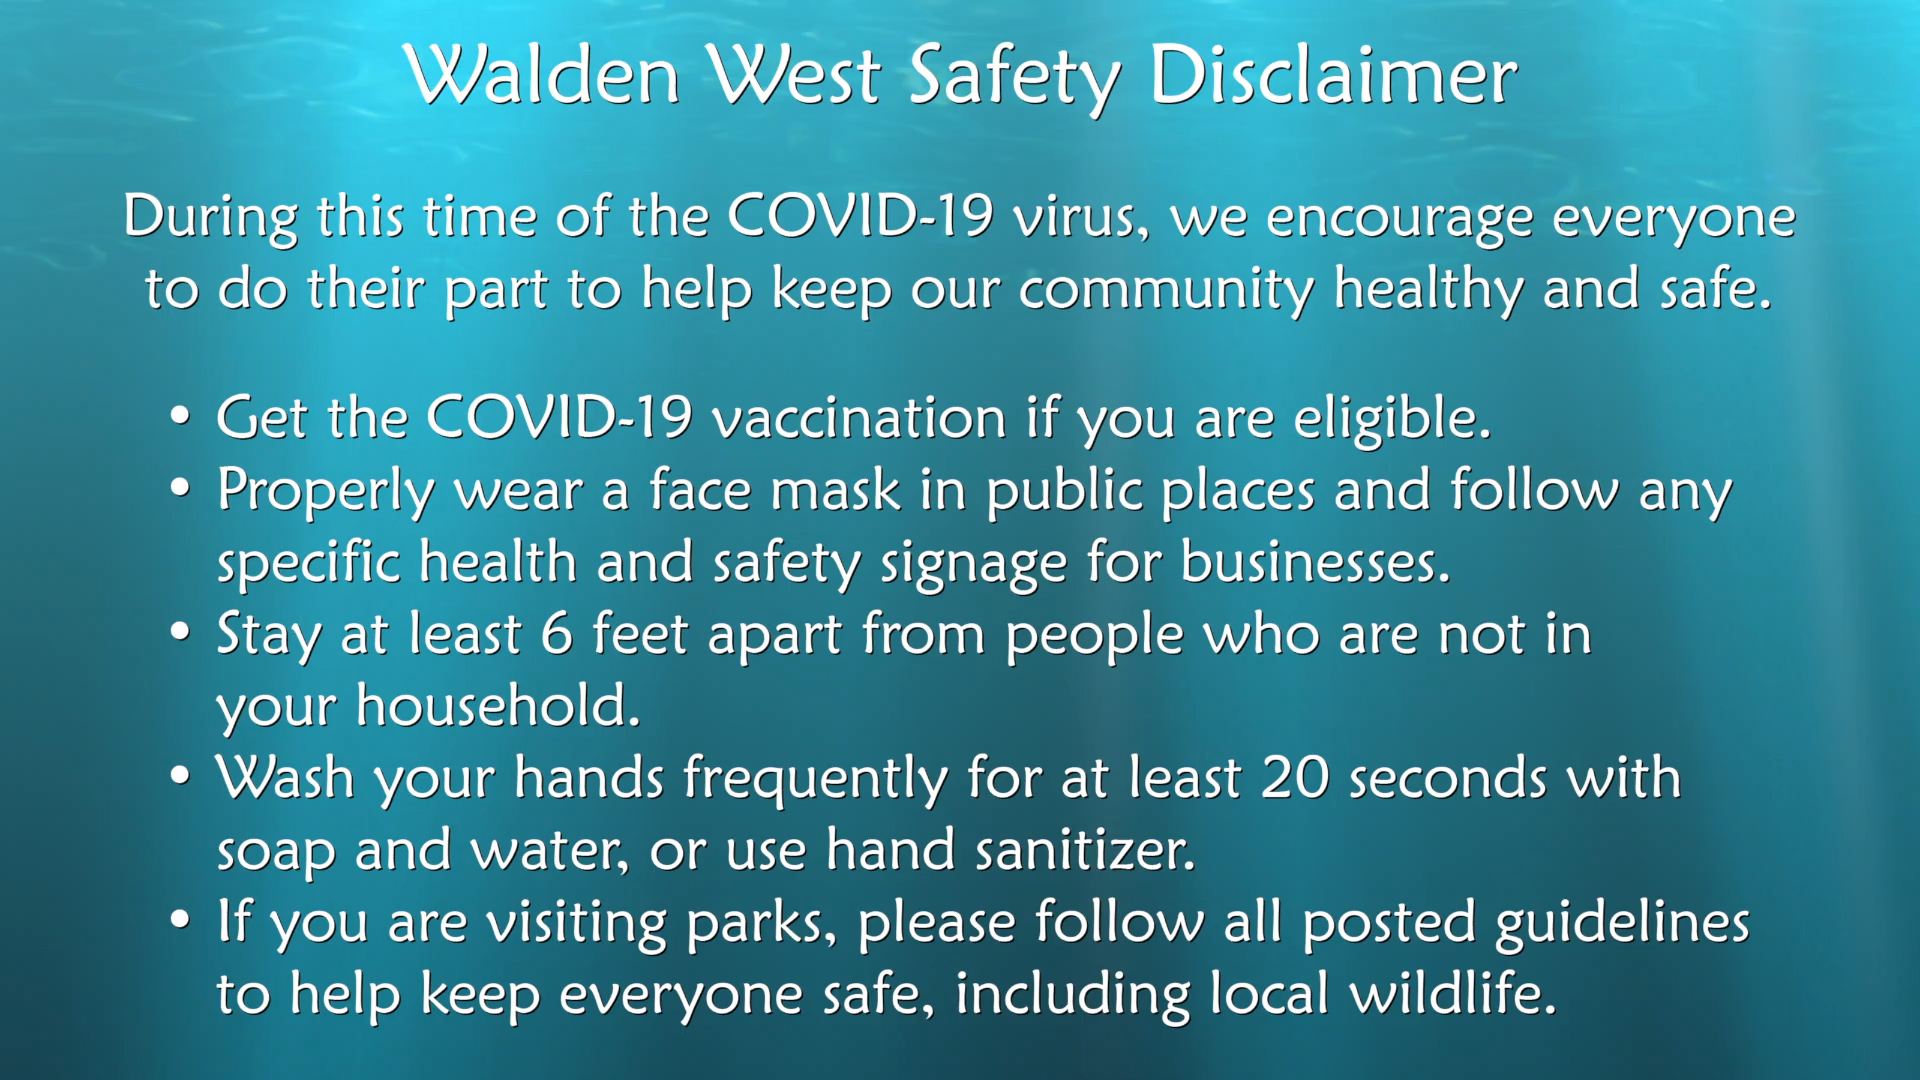 Walden West Safety Disclaimer
During this time of the COVID-19 virus, we encourage everyone
to do their part to help keep our community healthy and safe.
• Get the COVID-19 vaccination if you are eligible.
• Properly wear a face mask in public places and follow any
specific health and safety signage for businesses.
• Stay at least 6 feet apart from people who are not in
your household.
• Wash your hands frequently for at least 20 seconds with
soap and water, or use hand sanitizer.
• If you are visiting parks, please follow all posted guidelines
to help keep everyone safe, including local wildlife.